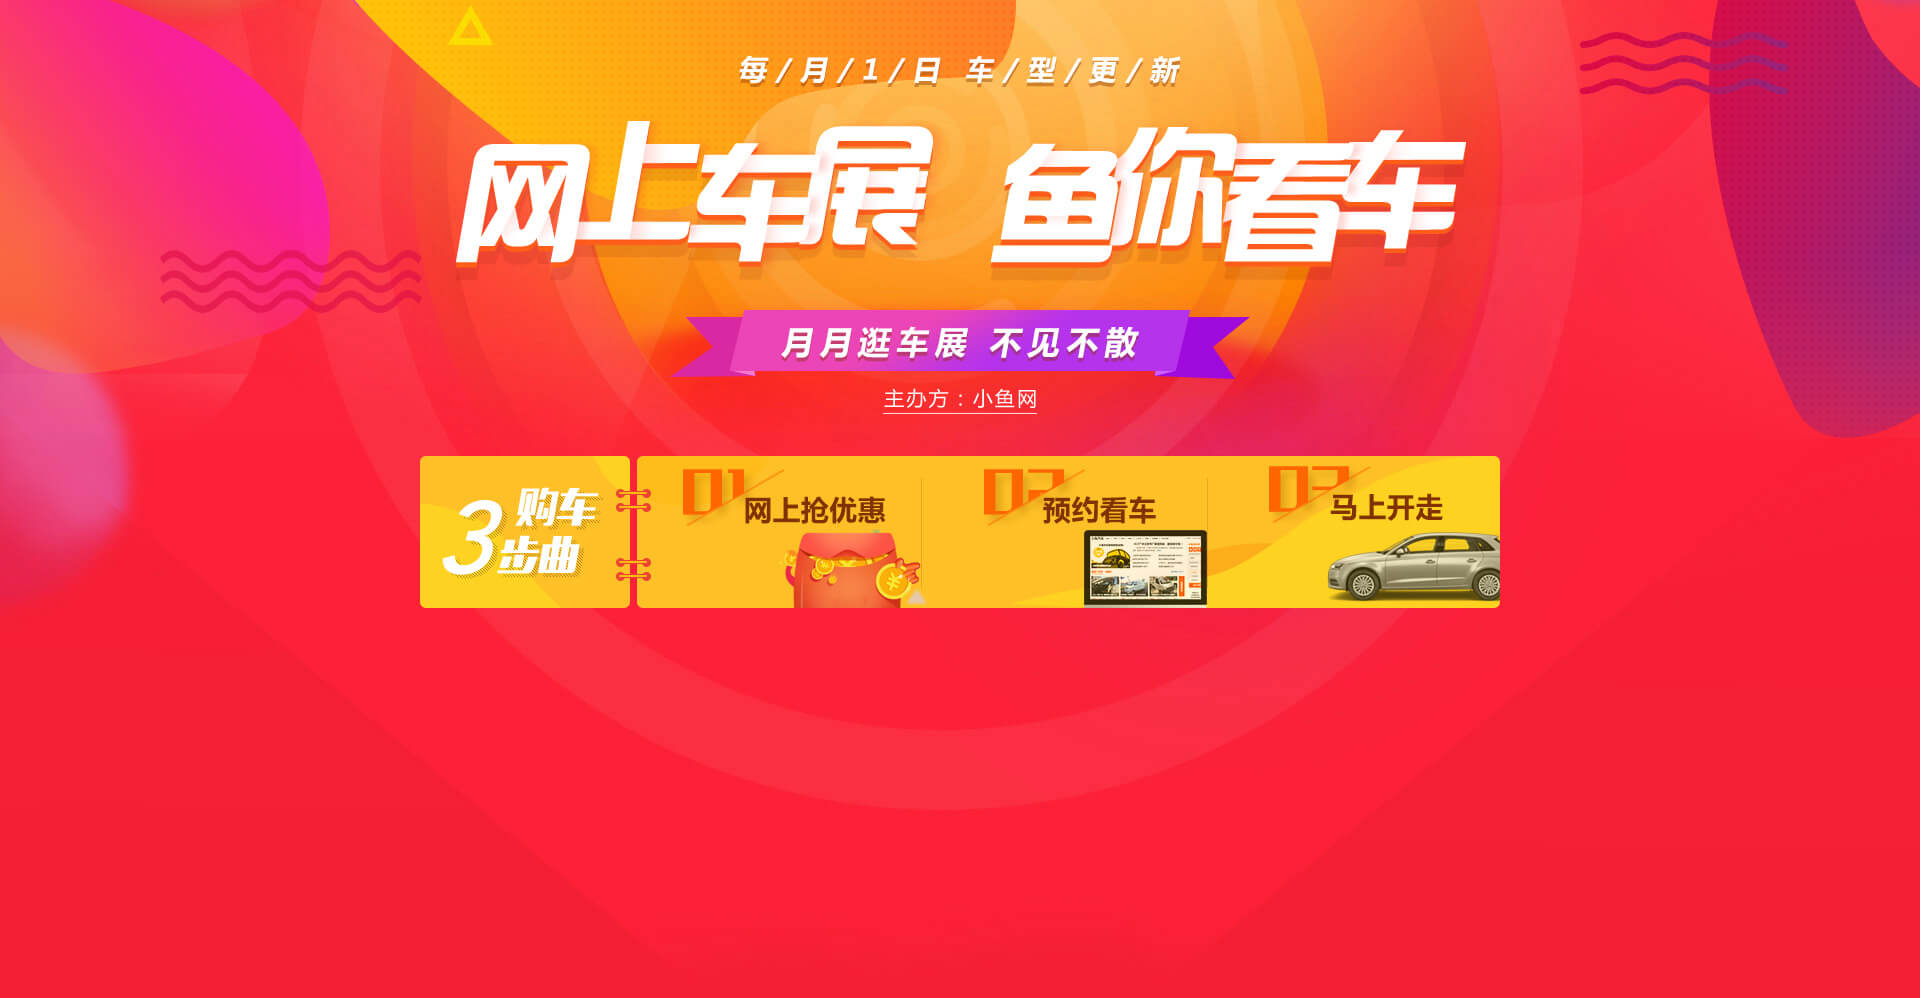 每/月/1/日 车/型/更/新
网上车展 鱼你看车
月月逛车展 不见不散
主办方：小鱼网
3购车
步曲
01
网上抢优惠
02
预约看车
03
马上开走